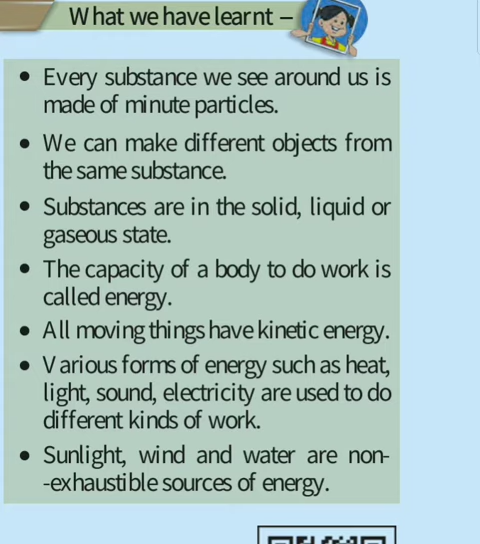 What we have learnt –
• Every substance we see around us is
made of minute particles.
• We can make different objects from
the same substance.
• Substances are in the solid, liquid or
gaseous state.
• The capacity of a body to do work is
called energy.
• All moving things have kinetic energy.
• Various forms of energy such as heat,
light, sound, electricity are used to do
different kinds of work.
• Sunlight, wind and water are non-
-exhaustible sources of energy.